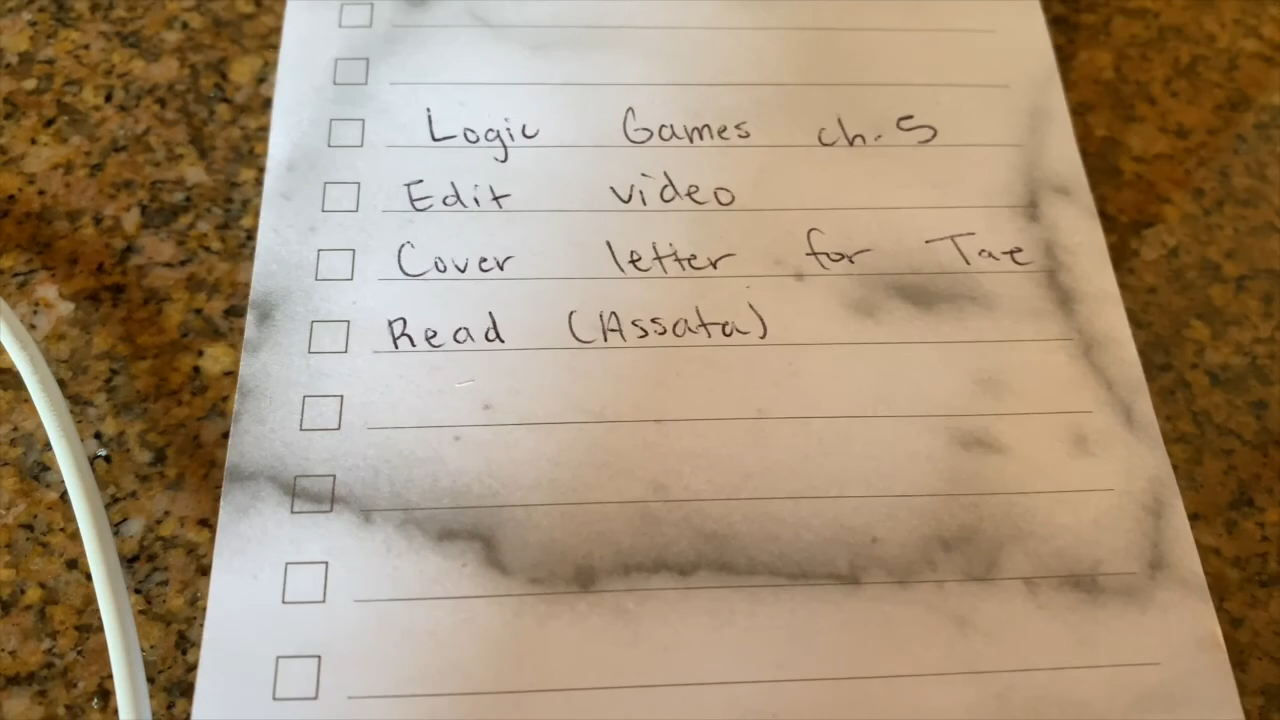 Logic Games ch. 5
Edit video
Cover letter for Tae
Read (Assata)